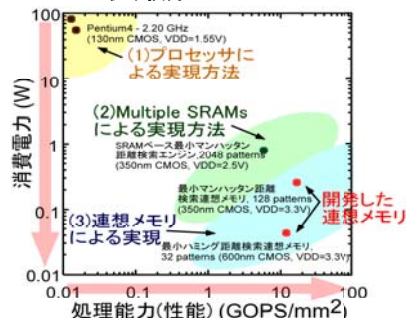 100
Pentium4 - 2.20 GHz
(130nm CMOS, VDD=1.55V)
(1)プロセッサに
よる実現方法
10
(2)Multiple SRAMs
による実現方法
SRAMベース最小マンハッタン
距離検索エンジン, 2048 patterns
(350nm CMOS, VDD=2.5V)
1
最小マンハッタン距離
検索連想メモリ, 128 patterns
(350nm CMOS, VDD=3.3V)
開発した
連想メモリ
0.1
(3)連想メモリ
による実現
最小ハミング距離検索連想メモリ,
32 patterns (600nm CMOS, VDD=3.3V)
0.01
消費電力 (W)
0.01
0.1
1
10
100
処理能力(性能) (GOPS/mm2)